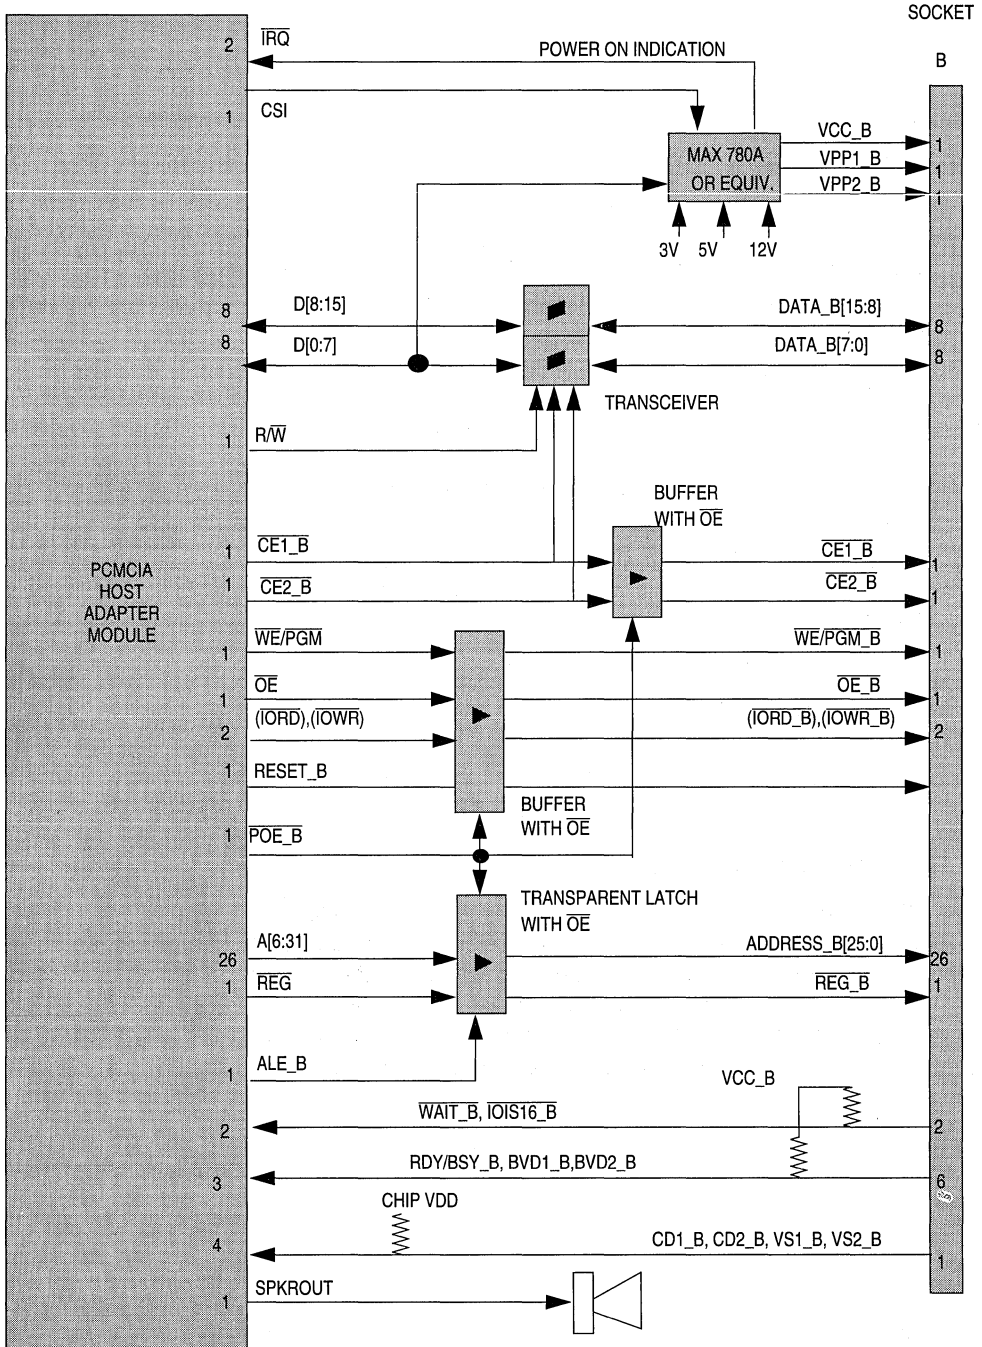 SOCKET
B
2 IRQ
POWER ON INDICATION
1 CSI
MAX 780A
OR EQUIV.
VCC_B 1
VPP1_B 1
VPP2_B 1
3V 5V 12V
8 D[8:15] DATA_B[15:8] 8
8 D[0:7] DATA_B[7:0] 8
TRANSCEIVER
1 R/W
BUFFER
WITH OE
1 CE1_B CE1_B 1
1 CE2_B CE2_B 1
PCMCIA
HOST
ADAPTER
MODULE
1 WE/PGM WE/PGM_B 1
1 OE OE_B 1
2 (IORD),(IOWR) (IORD_B),(IOWR_B) 2
1 RESET_B
BUFFER
WITH OE
1 POE_B
TRANSPARENT LATCH
WITH OE
26 A[6:31] ADDRESS_B[25:0] 26
1 REG REG_B 1
1 ALE_B
VCC_B
2 WAIT_B, IOIS16_B 2
3 RDY/BSY_B, BVD1_B,BVD2_B 6
CHIP VDD
4 CD1_B, CD2_B, VS1_B, VS2_B 1
1 SPKROUT